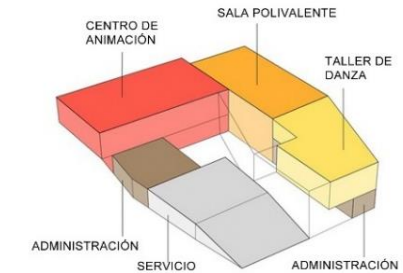 SALA POLIVALENTE
CENTRO DE
ANIMACIÓN
TALLER DE
DANZA
ADMINISTRACIÓN
SERVICIO
ADMINISTRACIÓN